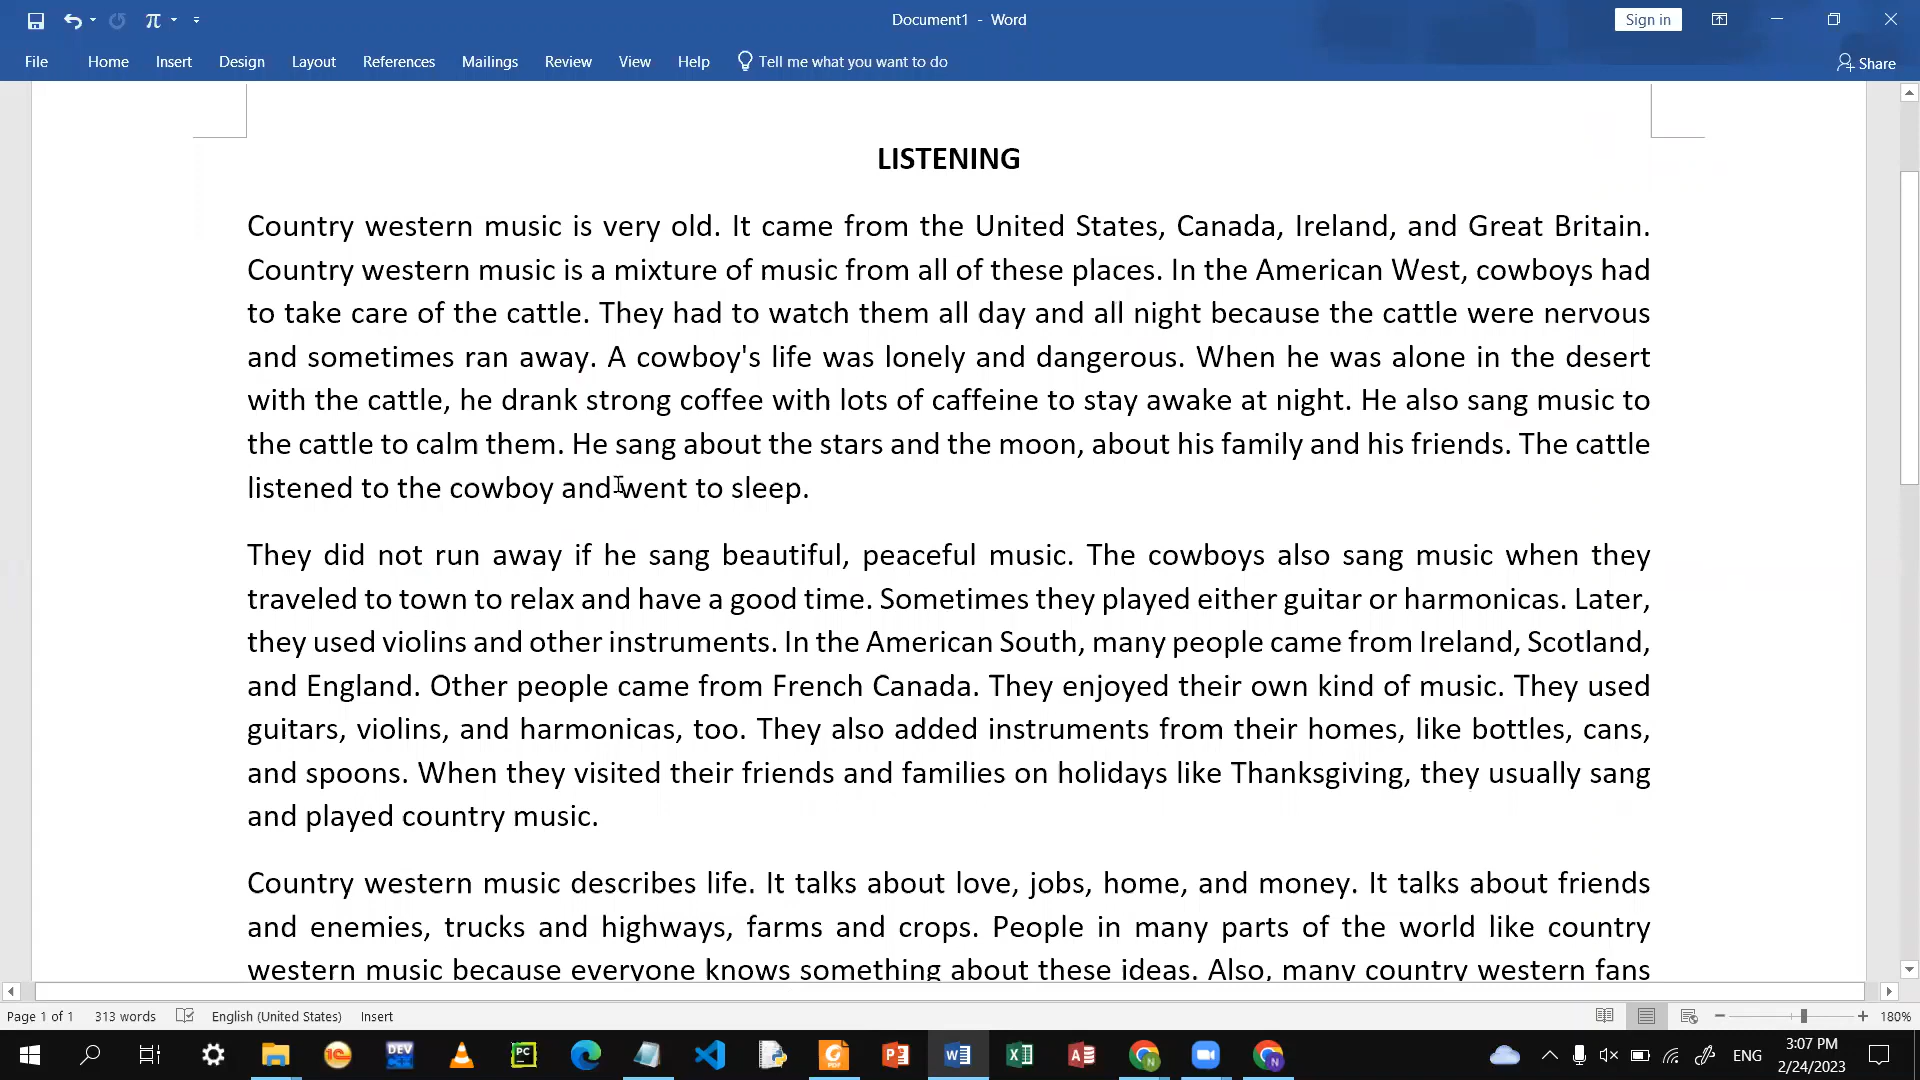 Document1 - Word
Sign in
File Home Insert Design Layout References Mailings Review View Help Tell me what you want to do Share
LISTENING
Country western music is very old. It came from the United States, Canada, Ireland, and Great Britain.
Country western music is a mixture of music from all of these places. In the American West, cowboys had
to take care of the cattle. They had to watch them all day and all night because the cattle were nervous
and sometimes ran away. A cowboy's life was lonely and dangerous. When he was alone in the desert
with the cattle, he drank strong coffee with lots of caffeine to stay awake at night. He also sang music to
the cattle to calm them. He sang about the stars and the moon, about his family and his friends. The cattle
listened to the cowboy and went to sleep.
They did not run away if he sang beautiful, peaceful music. The cowboys also sang music when they
traveled to town to relax and have a good time. Sometimes they played either guitar or harmonicas. Later,
they used violins and other instruments. In the American South, many people came from Ireland, Scotland,
and England. Other people came from French Canada. They enjoyed their own kind of music. They used
guitars, violins, and harmonicas, too. They also added instruments from their homes, like bottles, cans,
and spoons. When they visited their friends and families on holidays like Thanksgiving, they usually sang
and played country music.
Country western music describes life. It talks about love, jobs, home, and money. It talks about friends
and enemies, trucks and highways, farms and crops. People in many parts of the world like country
western music because everyone knows something about these ideas. Also, many country western fans
Page 1 of 1 313 words English (United States) Insert 180%
ENG
3:07 PM
2/24/2023